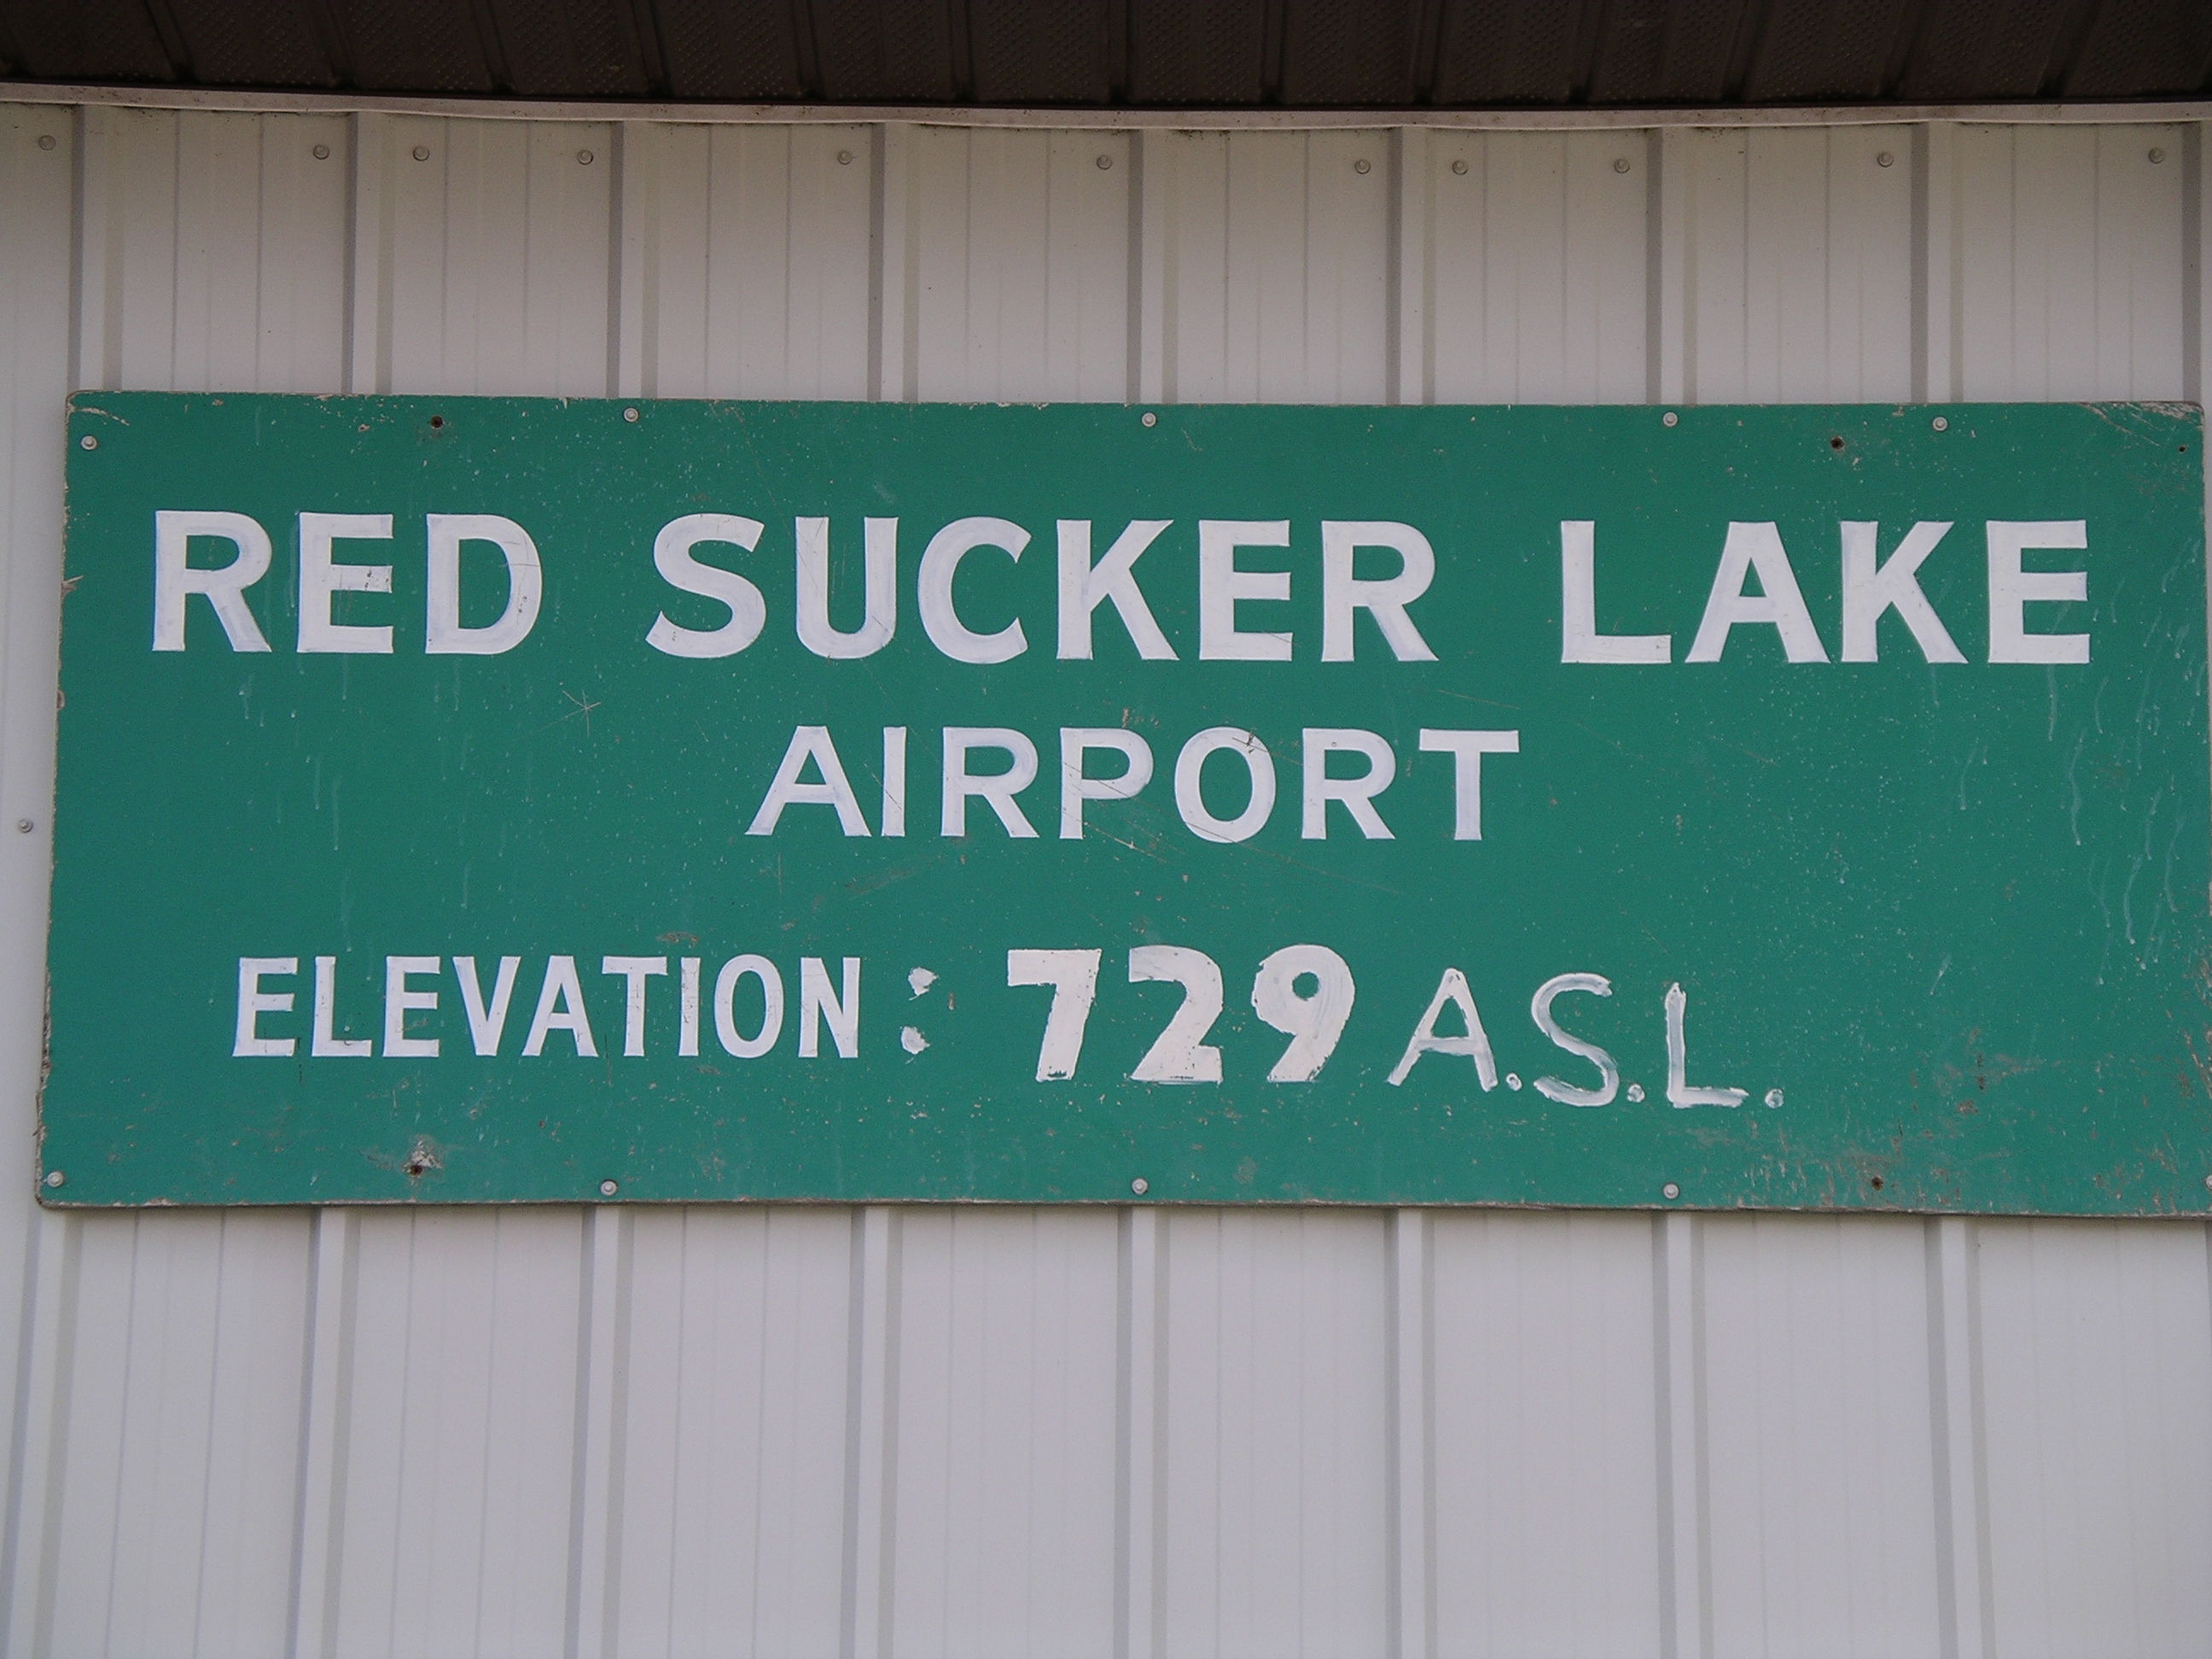 RED SUCKER LAKE
AIRPORT
ELEVATION : 729 A.S.L.